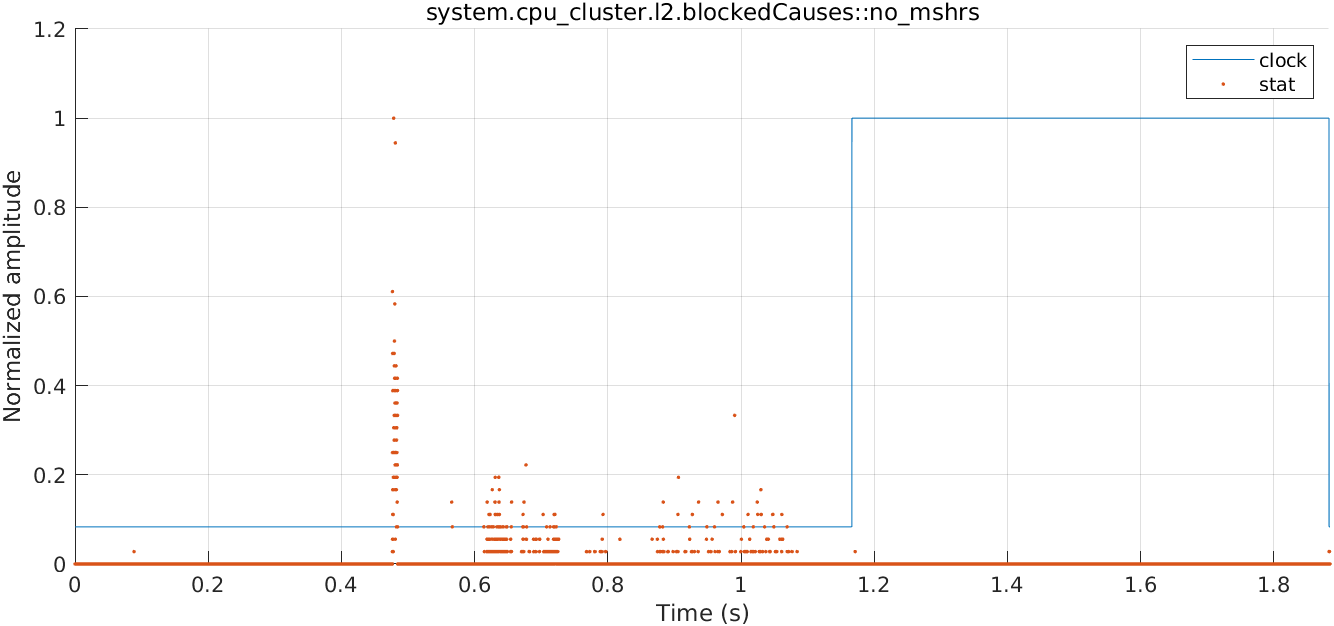 system.cpu_cluster.l2.blockedCauses::no_mshrs
1.2
1
0.8
0.6
0.4
0.2
0
Normalized amplitude
clock
stat
0 0.2 0.4 0.6 0.8 1 1.2 1.4 1.6 1.8
Time (s)